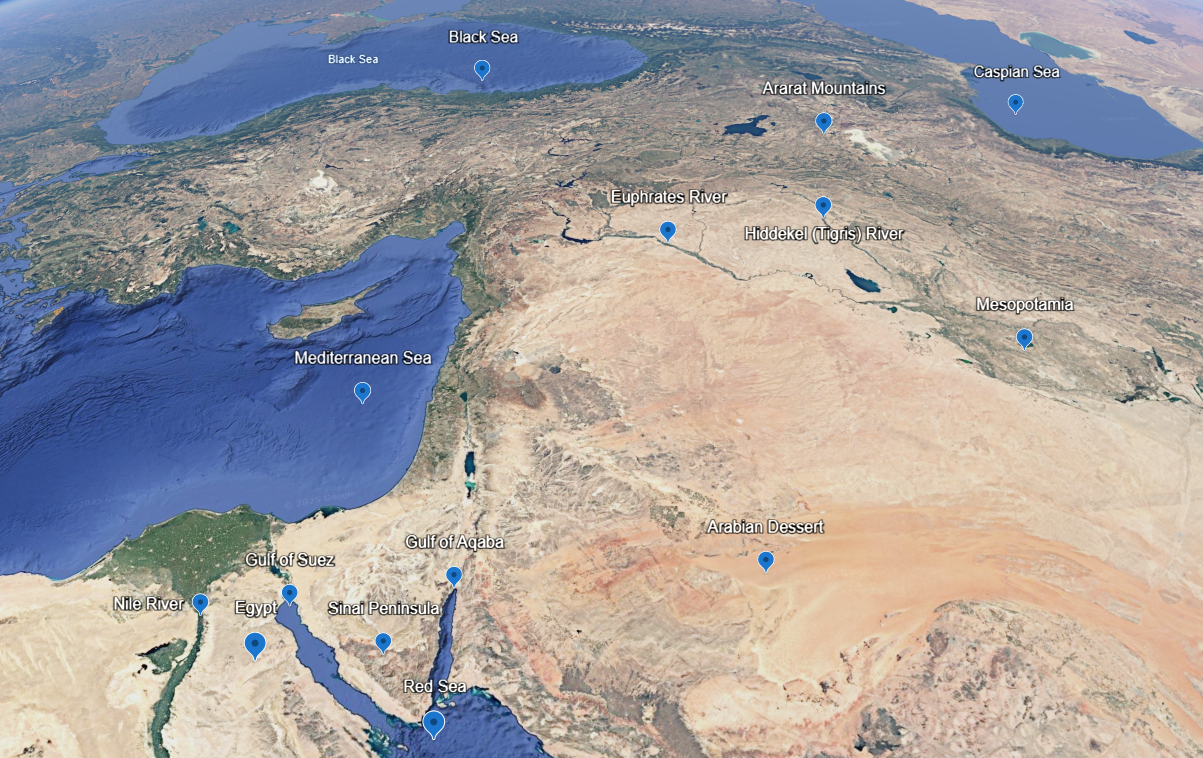 Black Sea
Black Sea
Caspian Sea
Ararat Mountains
Euphrates River
Hiddekel (Tigris) River
Mesopotamia
Mediterranean Sea
Arabian Dessert
Gulf of Aqaba
Gulf of Suez
Nile River
Egypt
Sinai Peninsula
Red Sea